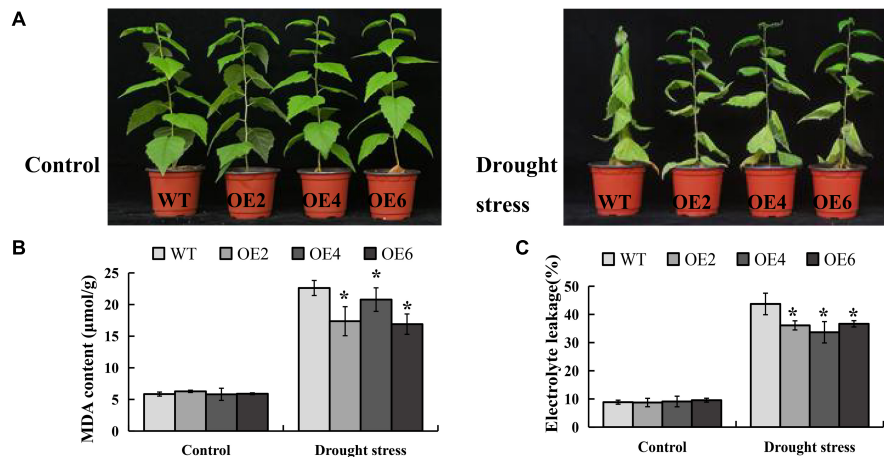 A
Control
WT OE2 OE4 OE6
Drought
stress
WT OE2 OE4 OE6
B
WT OE2 OE4 OE6
MDA content (μmol/g)
25
20
15
10
5
0
* * *
Control Drought stress
C
WT OE2 OE4 OE6
Electrolyte leakage(%)
50
40
30
20
10
0
* * *
Control Drought stress